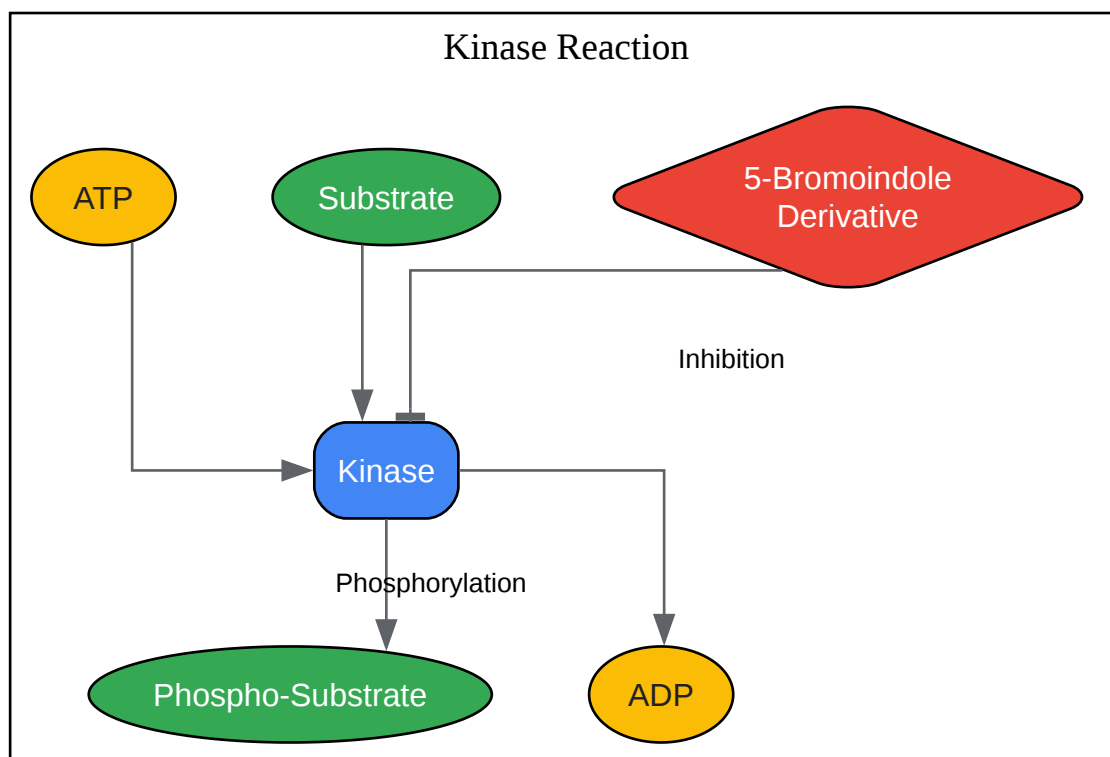 Kinase Reaction
ATP
Substrate
5-Bromoindole
Derivative
Inhibition
Kinase
Phosphorylation
Phospho-Substrate
ADP